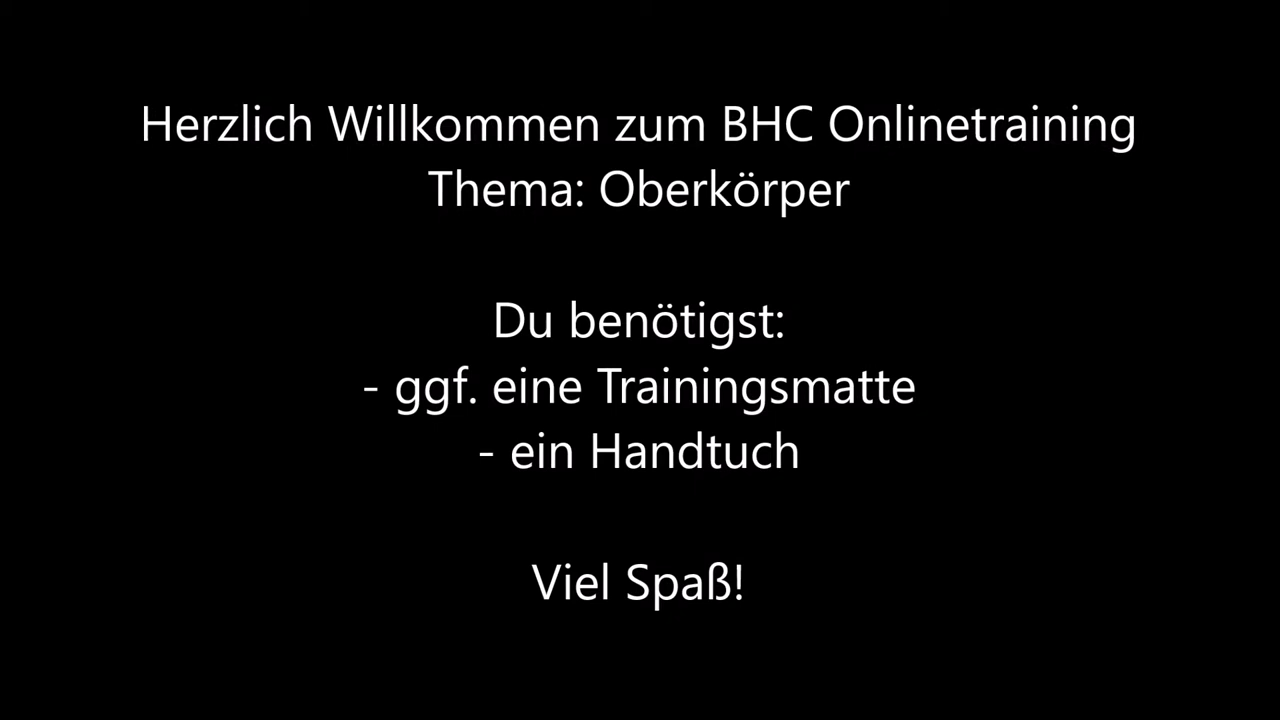 Herzlich Willkommen zum BHC Onlinetraining
Thema: Oberkörper
Du benötigst:
- ggf. eine Trainingsmatte
- ein Handtuch
Viel Spaß!